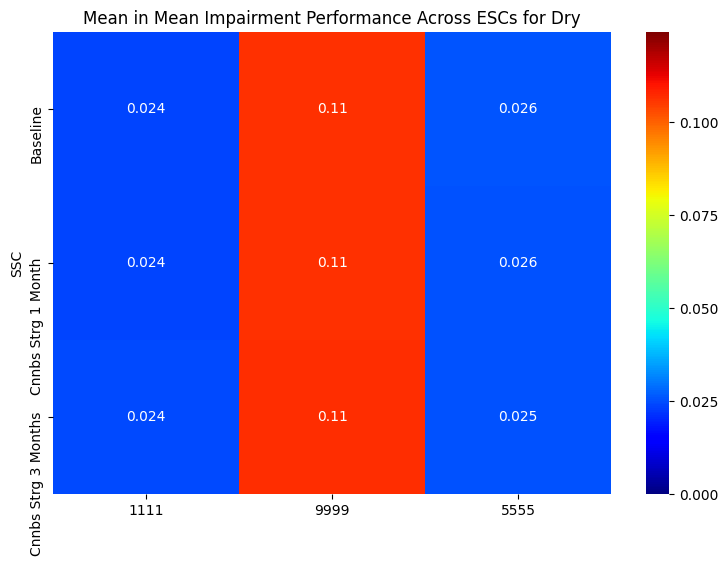 Mean in Mean Impairment Performance Across ESCs for Dry
SSC
Baseline
0.024 0.11 0.026
Cnnbs Strg 1 Month
0.024 0.11 0.026
Cnnbs Strg 3 Months
0.024 0.11 0.025
1111 9999 5555
0.100
0.075
0.050
0.025
0.000